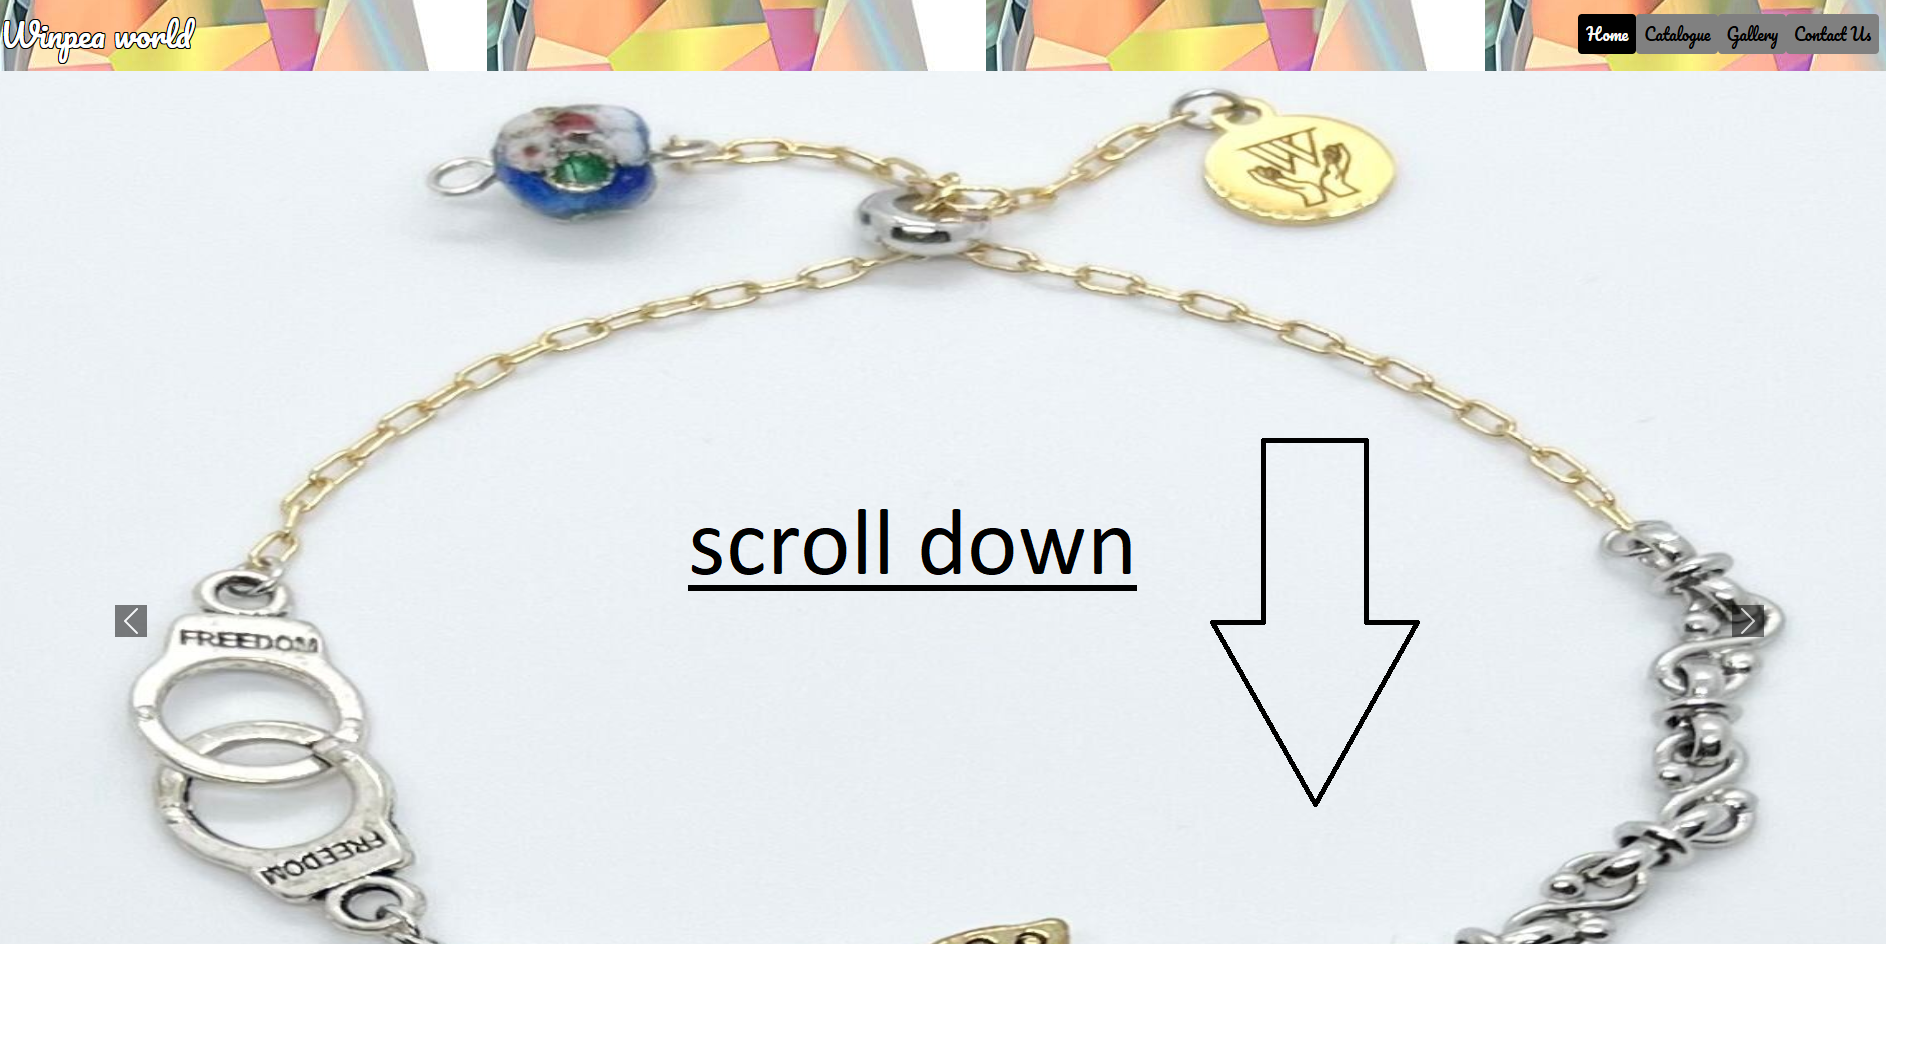 Winpea world
Home Catalogue Gallery Contact Us
W
scroll down
FREEDOM
FREEDOM